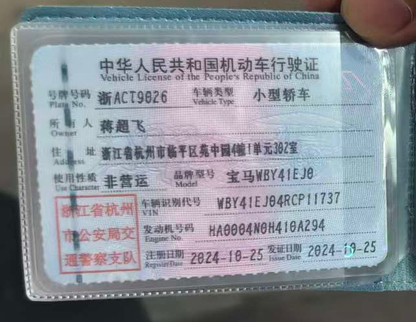 中华人民共和国机动车行驶证
Vehicle License of the People's Republic of China
号牌号码 浙ACT9826 车辆类型 小型轿车
Plate No. Vehicle Type
所有人 蒋超飞
Owner
住址 浙江省杭州市临平区苑中园4幢1单元302室
Address
使用性质 非营运 品牌型号 宝马WBY41EJ0
Use Character Model
浙江省杭州
市公安局交
通警察支队
车辆识别代号 WBY41EJ04RCP11737
VIN
发动机号码 HA0004N0H410A294
Engine No.
注册日期 2024-10-25 发证日期 2024-10-25
Register Date Issue Date